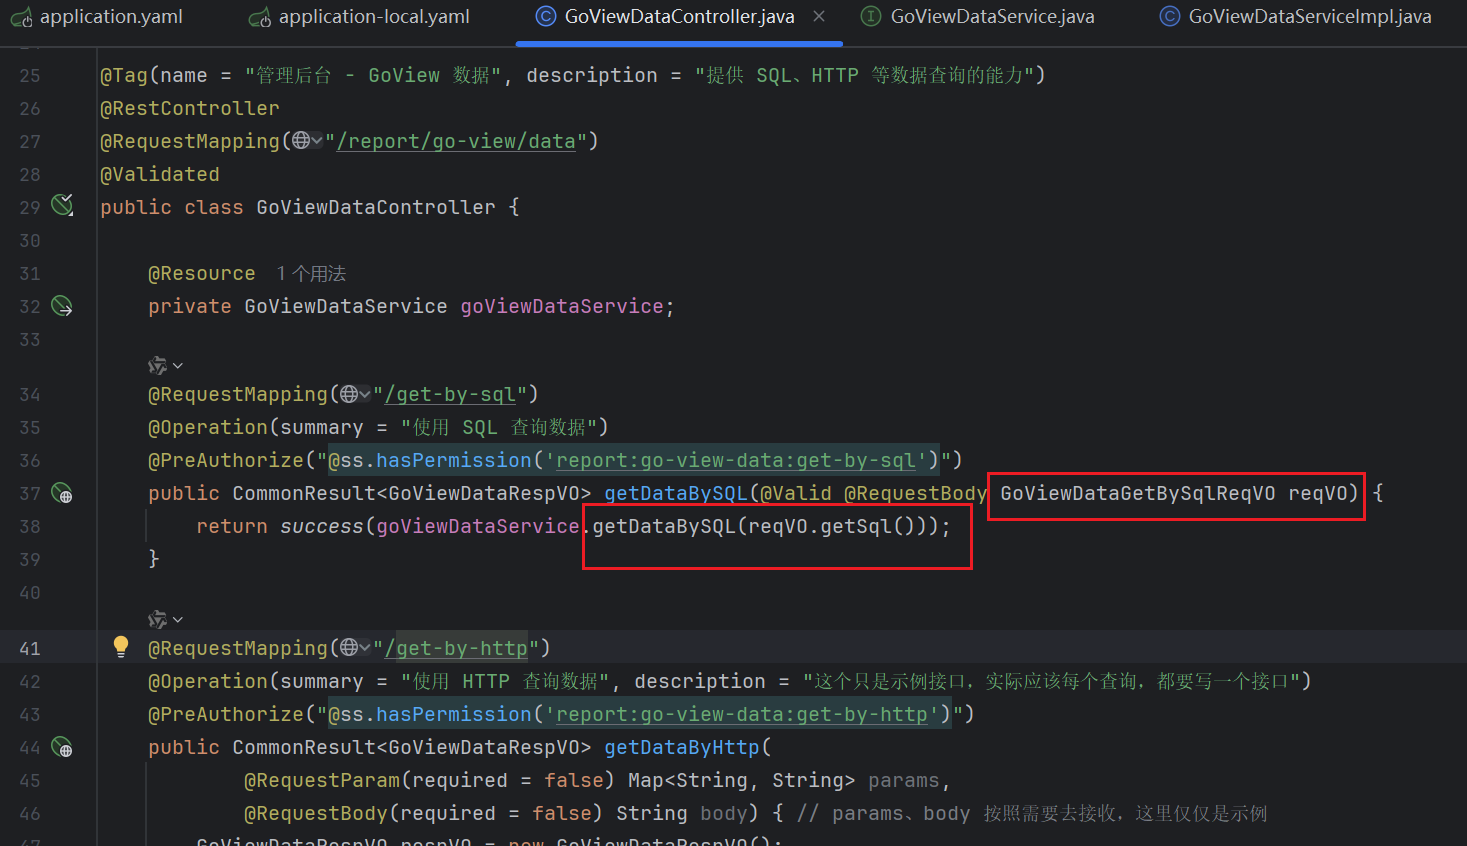 application.yaml application-local.yaml GoViewDataController.java GoViewDataService.java GoViewDataServiceImpl.java
25 @Tag(name = "管理后台 - GoView 数据", description = "提供 SQL、HTTP 等数据查询的能力")
26 @RestController
27 @RequestMapping("/report/go-view/data")
28 @Validated
29 public class GoViewDataController {
30
31 @Resource 1 个用法
32 private GoViewDataService goViewDataService;
33
34 @RequestMapping("/get-by-sql")
35 @Operation(summary = "使用 SQL 查询数据")
36 @PreAuthorize("@ss.hasPermission('report:go-view-data:get-by-sql')")
37 public CommonResult<GoViewDataRespVO> getDataBySQL(@Valid @RequestBody GoViewDataGetBySqlReqVO reqVO) {
38 return success(goViewDataService.getDataBySQL(reqVO.getSql()));
39 }
40
41 @RequestMapping("/get-by-http")
42 @Operation(summary = "使用 HTTP 查询数据", description = "这个只是示例接口，实际应该每个查询，都要写一个接口")
43 @PreAuthorize("@ss.hasPermission('report:go-view-data:get-by-http')")
44 public CommonResult<GoViewDataRespVO> getDataByHttp(
45 @RequestParam(required = false) Map<String, String> params,
46 @RequestBody(required = false) String body) { // params、body 按照需要去接收，这里仅仅是示例
47 GoViewDataRespVO respVO = new GoViewDataRespVO();